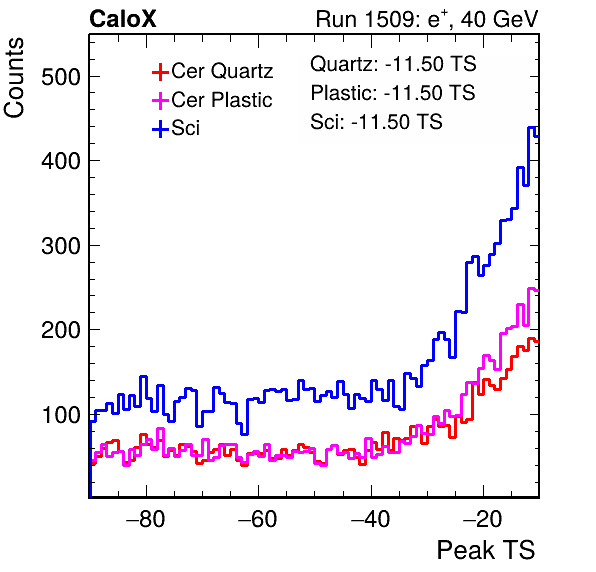 CaloX Run 1509: e⁺, 40 GeV
Counts
Cer Quartz
Cer Plastic
Sci
Quartz: -11.50 TS
Plastic: -11.50 TS
Sci: -11.50 TS
500
400
300
200
100
−80 −60 −40 −20
Peak TS